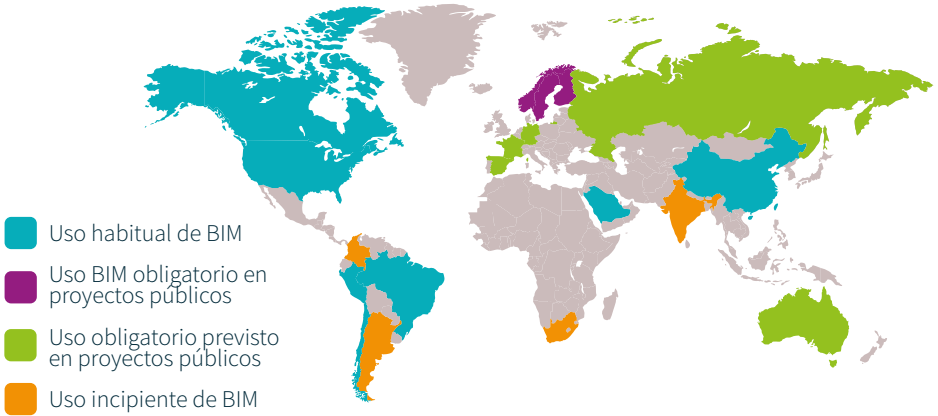 Uso habitual de BIM
Uso BIM obligatorio en
proyectos públicos
Uso obligatorio previsto
en proyectos públicos
Uso incipiente de BIM